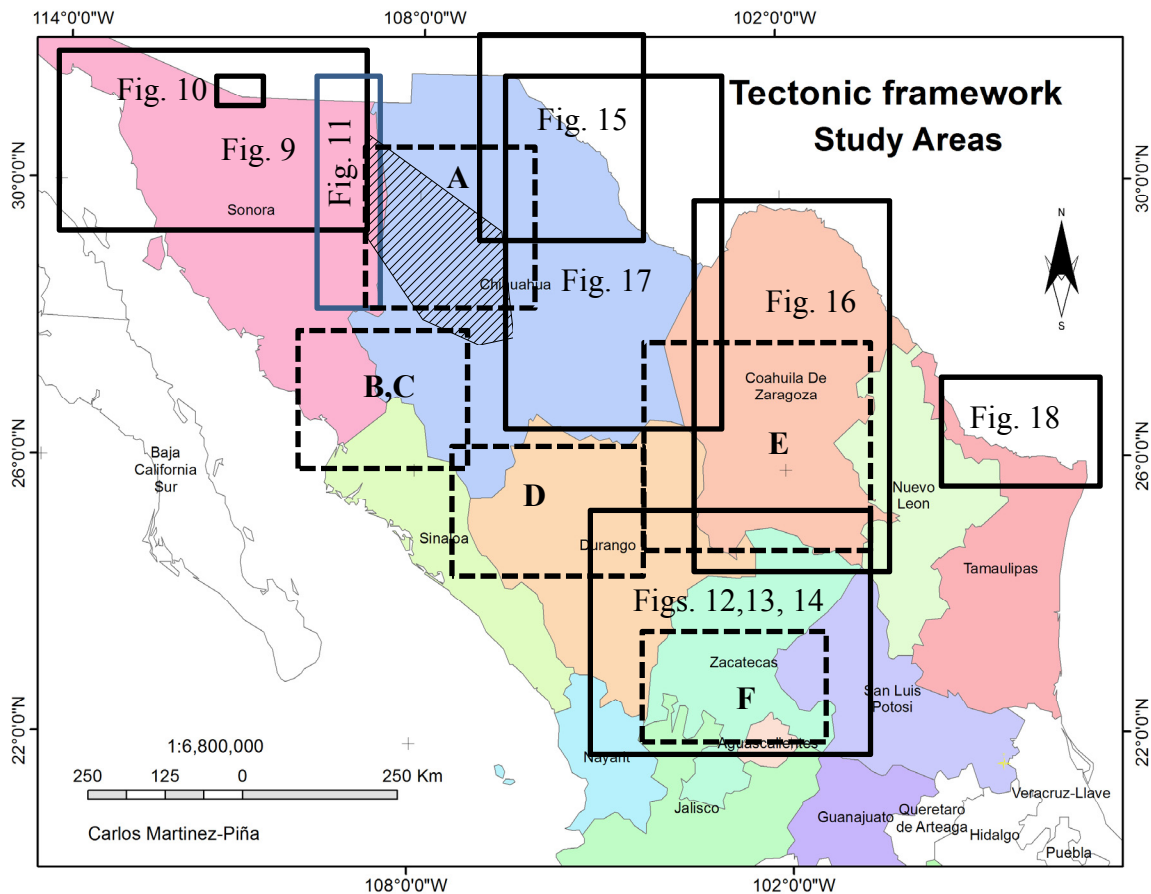 114°0'0"W
108°0'0"W
102°0'0"W
Tectonic framework
Study Areas
Fig. 10
Fig. 9
Fig. 11
Fig. 15
A
30°0'0"N
30°0'0"N
Sonora
N
S
Chihuahua
Fig. 17
Fig. 16
B,C
Coahuila De
Zaragoza
Fig. 18
E
26°0'0"N
26°0'0"N
Baja
California
Sur
D
Nuevo
Leon
Sinaloa
Durango
Tamaulipas
Figs. 12,13, 14
Zacatecas
F
San Luis
Potosi
22°0'0"N
22°0'0"N
Aguascalientes
Nayarit
1:6,800,000
250
125
0
250 Km
Carlos Martinez-Piña
Jalisco
Guanajuato
Queretaro
de Arteaga
Veracruz-Llave
Hidalgo
Puebla
108°0'0"W
102°0'0"W